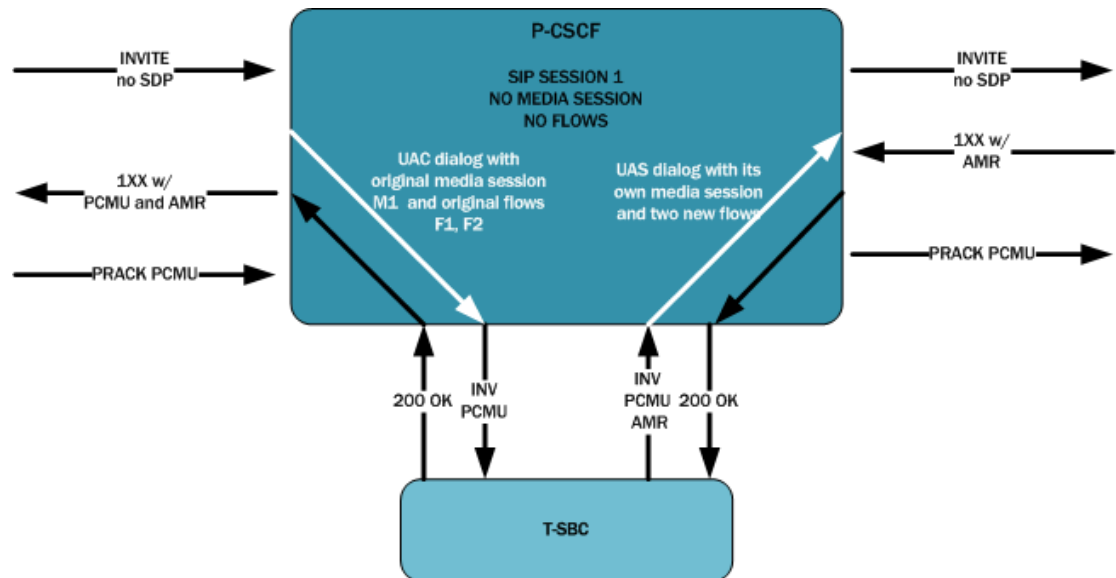 P-CSCF
SIP SESSION 1
NO MEDIA SESSION
NO FLOWS
INVITE
no SDP
INVITE
no SDP
1XX w/
AMR
UAC dialog with
original media session
M1 and original flows
F1, F2
UAS dialog with its
own media session
and two new flows
1XX w/
PCMU and AMR
PRACK PCMU
PRACK PCMU
200 OK
INV
PCMU
INV
PCMU
AMR
200 OK
T-SBC